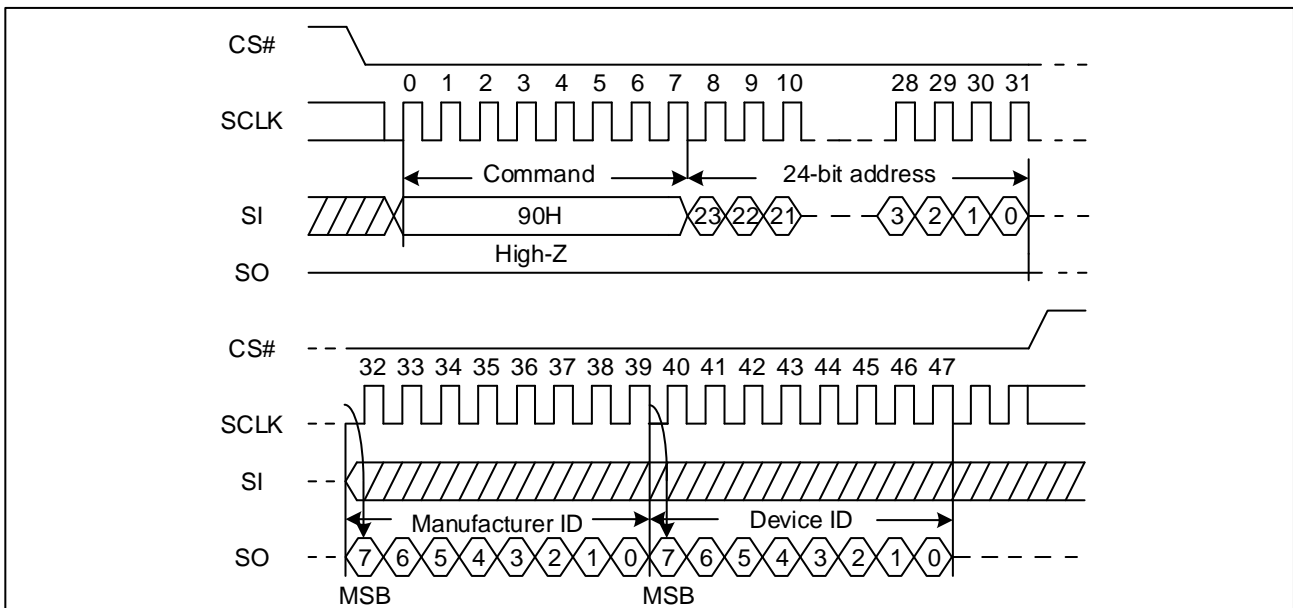 CS#
0 1 2 3 4 5 6 7 8 9 10 28 29 30 31
SCLK
Command 24-bit address
SI 90H 23 22 21 3 2 1 0
High-Z
SO
CS#
32 33 34 35 36 37 38 39 40 41 42 43 44 45 46 47
SCLK
SI
Manufacturer ID Device ID
SO 7 6 5 4 3 2 1 0 7 6 5 4 3 2 1 0
MSB MSB